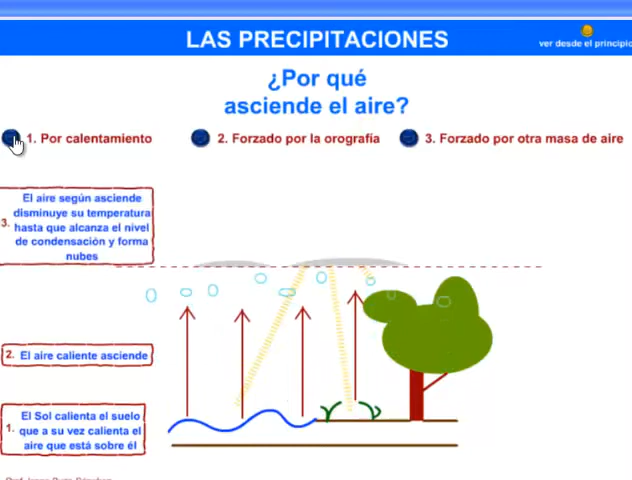 LAS PRECIPITACIONES
ver desde el principio
¿Por qué
asciende el aire?
1. Por calentamiento
2. Forzado por la orografía
3. Forzado por otra masa de aire
El aire según asciende
disminuye su temperatura
3. hasta que alcanza el nivel
de condensación y forma
nubes
2. El aire caliente asciende
El Sol calienta el suelo
1. que a su vez calienta el
aire que está sobre él